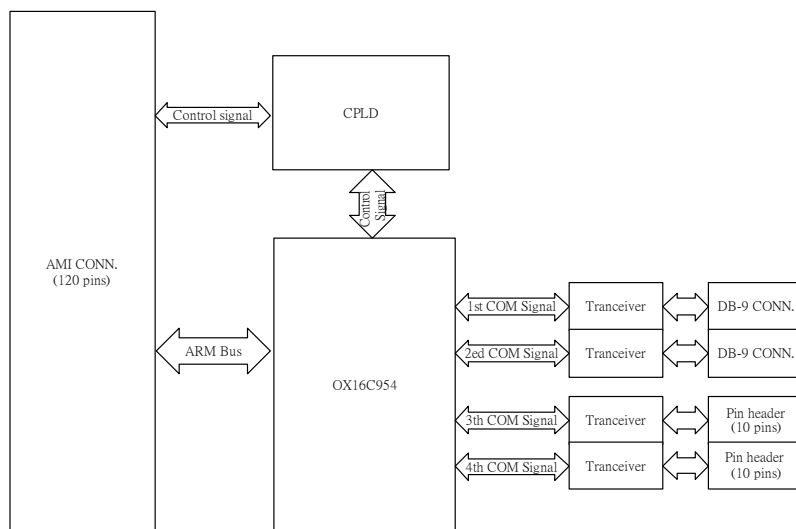 Control signal
CPLD
Control
Signal
AMI CONN.
(120 pins)
ARM Bus
OX16C954
1st COM Signal
Tranceiver
DB-9 CONN.
2ed COM Signal
Tranceiver
DB-9 CONN.
3th COM Signal
Tranceiver
Pin header
(10 pins)
4th COM Signal
Tranceiver
Pin header
(10 pins)